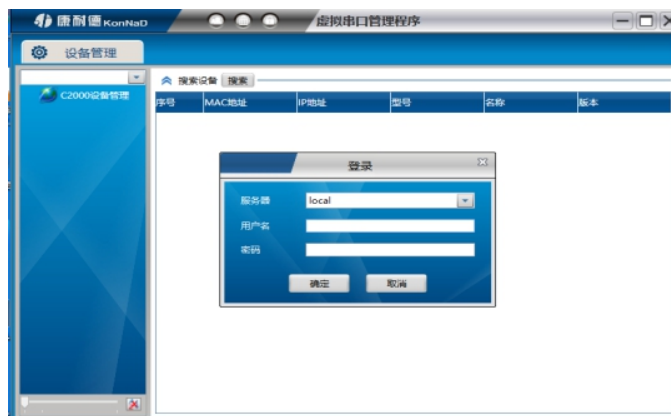 康耐德 KonNaD 虚拟串口管理程序
设备管理
搜索设备 搜索
C2000设备管理
序号 MAC地址 IP地址 型号 名称 版本
登录
服务器 local
用户名
密码
确定 取消